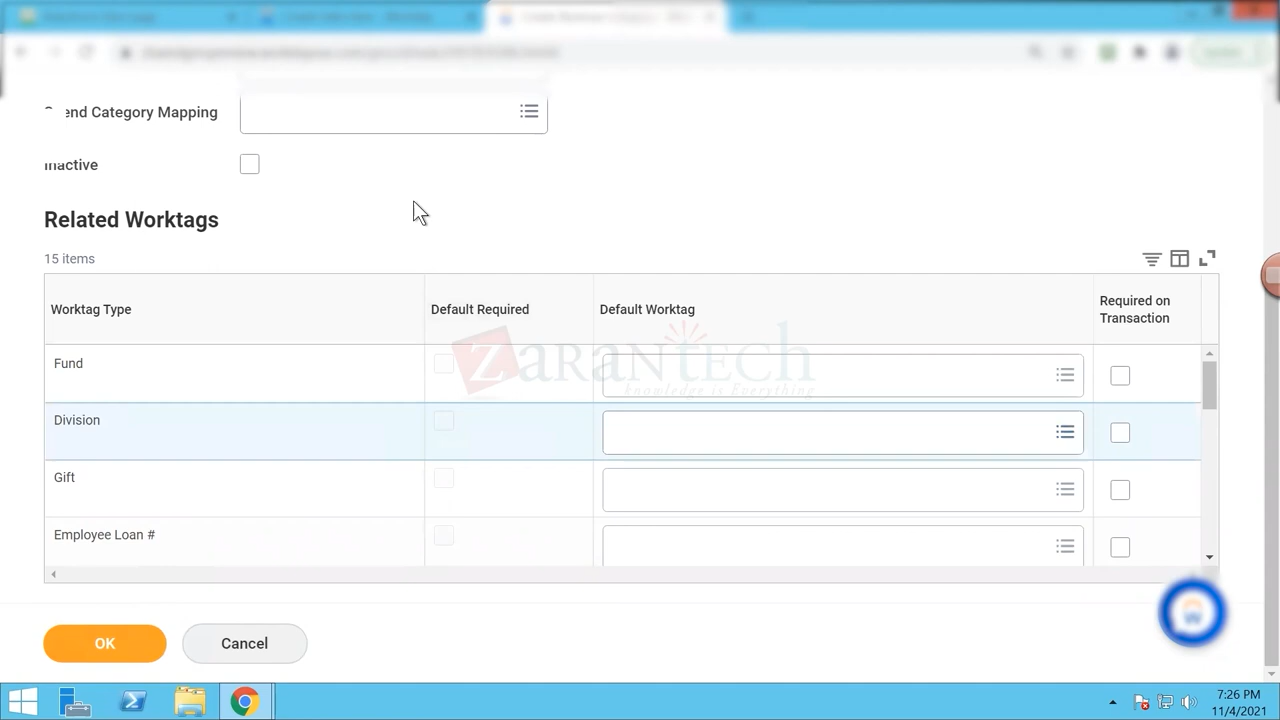 end Category Mapping
Inactive
Related Worktags
15 items
Worktag Type
Default Required
Default Worktag
Required on
Transaction
Fund
Division
Gift
Employee Loan #
ZARANTECH
knowledge is Everything
OK
Cancel
7:26 PM
11/4/2021